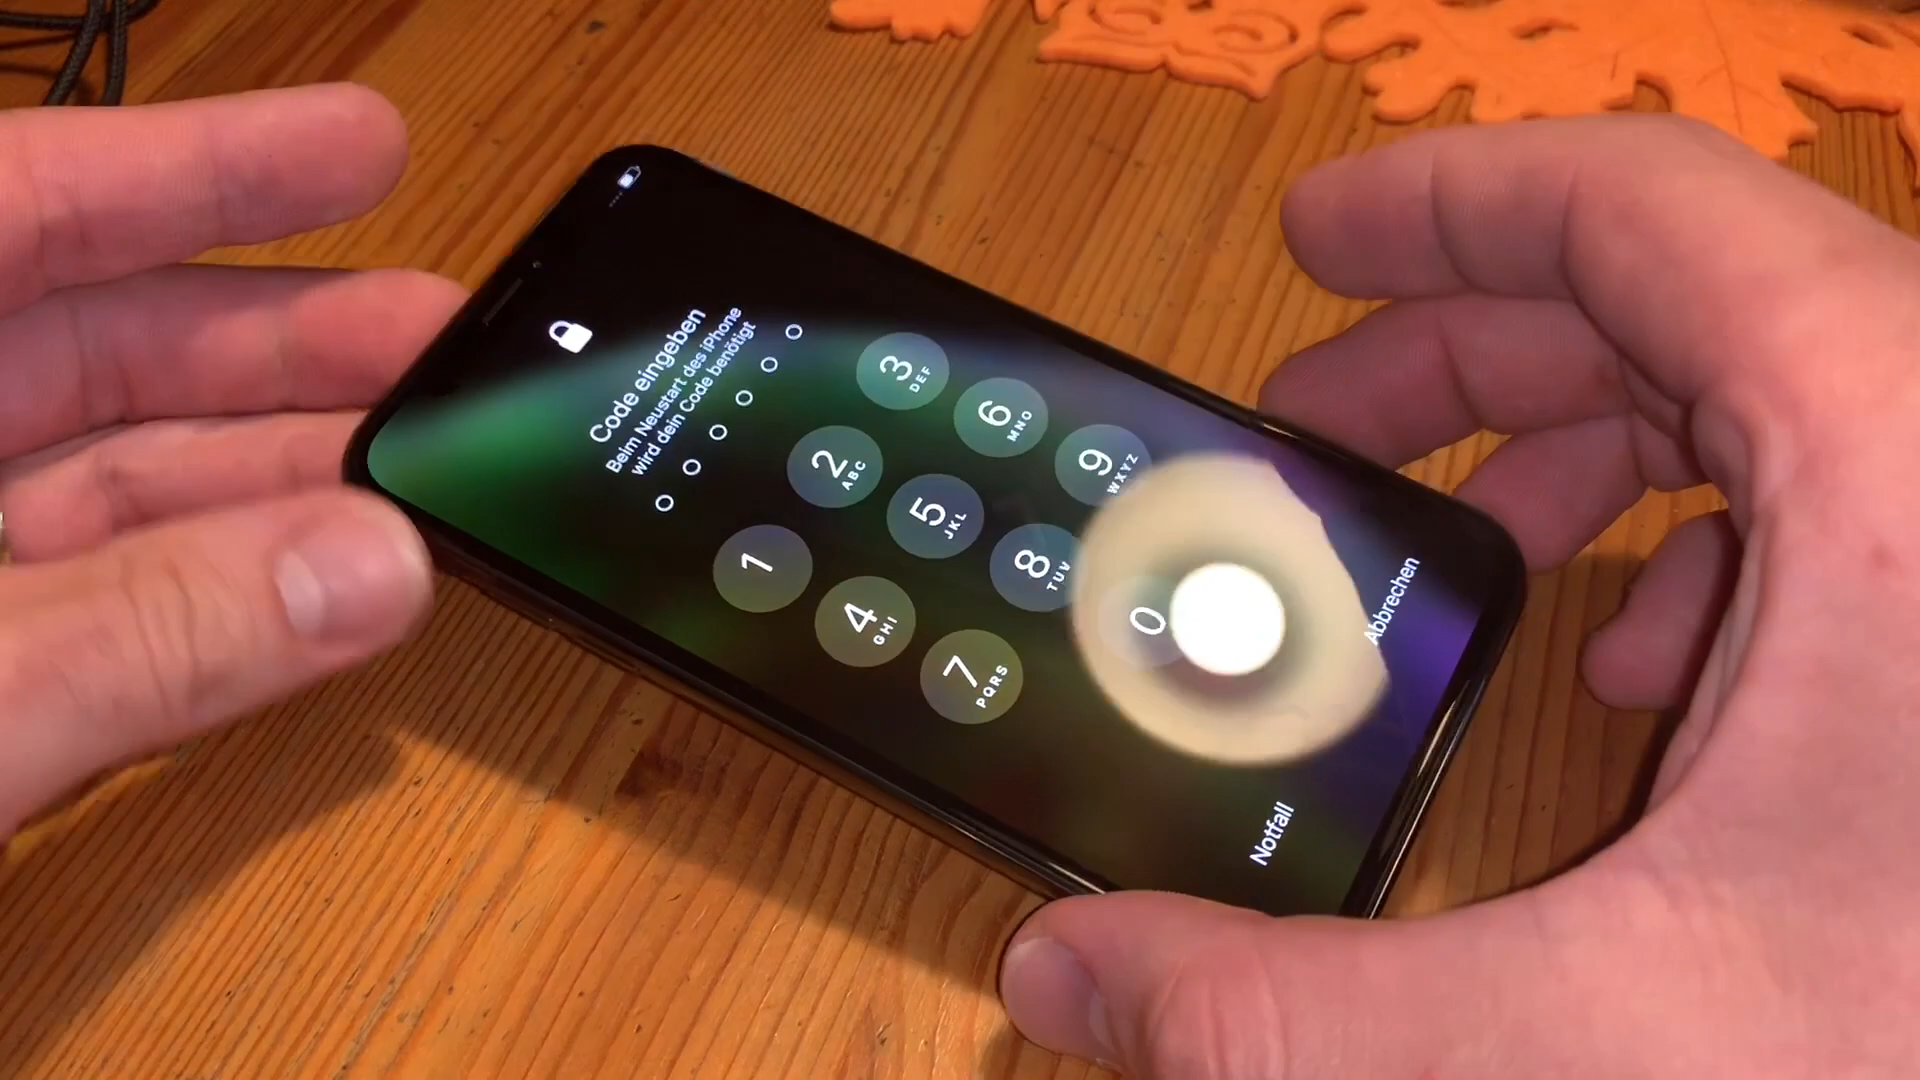 Code eingeben
Beim Neustart des iPhone
wird dein Code benötigt
1
2 ABC
3 DEF
4 GHI
5 JKL
6 MNO
7 PQRS
8 TUV
9 WXYZ
0
Notfall
Abbrechen